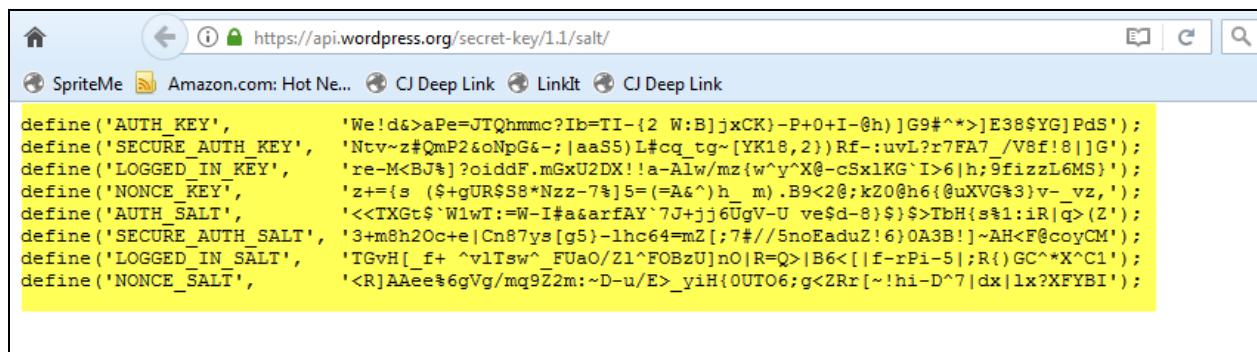 https://api.wordpress.org/secret-key/1.1/salt/
SpriteMe Amazon.com: Hot Ne... CJ Deep Link LinkIt CJ Deep Link
define('AUTH_KEY',         'We!d&>aPe=JTQhmmc?Ib=TI-{2 W:B]jxCK}-P+0+I-@h)]G9#^*>]E38$YG]PdS');
define('SECURE_AUTH_KEY',  'Ntv~z#QmP2&oNpG&-;|aaS5)L#cq_tg~[YK18,2})Rf-:uvL?r7FA7_/V8f!8|]G');
define('LOGGED_IN_KEY',    're-M<BJ%]?oiddF.mGxU2DX!!a-Alw/mz{w^y^X@-cSxlKG`I>6|h;9fizzL6MS}');
define('NONCE_KEY',        'z+={s ($+gUR$S8*Nzz-7%]5=(=A&^)h_ m).B9<2@;kZ0@h6{@uXVG%3}v-_vz,');
define('AUTH_SALT',        '<<TXGt$`W1wT:=W-I#a&arfAY`7J+jj6UgV-U ve$d-8}$}$>TbH{s%1:iR|q>(Z');
define('SECURE_AUTH_SALT', '3+m8h2Oc+e|Cn87ys[g5}-lhc64=mZ[;7#//5noEaduZ!6}0A3B!]~AH<F@coyCM');
define('LOGGED_IN_SALT',   'TGvH[_f+ ^vlTsw^_FUaO/Zl^FOBzU]nO|R=Q>|B6<[|f-rPi-5|;R{)GC^*X^C1');
define('NONCE_SALT',       '<R]AAee%6gVg/mq9Z2m:~D-u/E>_yiH{0UTO6;g<ZRr[~!hi-D^7|dx|lx?XFYBI');